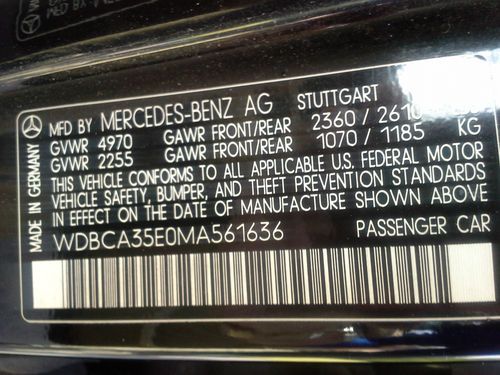 MFD BY MERCEDES-BENZ AG STUTTGART
GVWR 4970 GAWR FRONT/REAR 2360 / 2610
GVWR 2255 GAWR FRONT/REAR 1070 / 1185 KG
THIS VEHICLE CONFORMS TO ALL APPLICABLE U.S. FEDERAL MOTOR
VEHICLE SAFETY, BUMPER, AND THEFT PREVENTION STANDARDS
IN EFFECT ON THE DATE OF MANUFACTURE SHOWN ABOVE
WDBCA35E0MA561636 PASSENGER CAR
MADE IN GERMANY